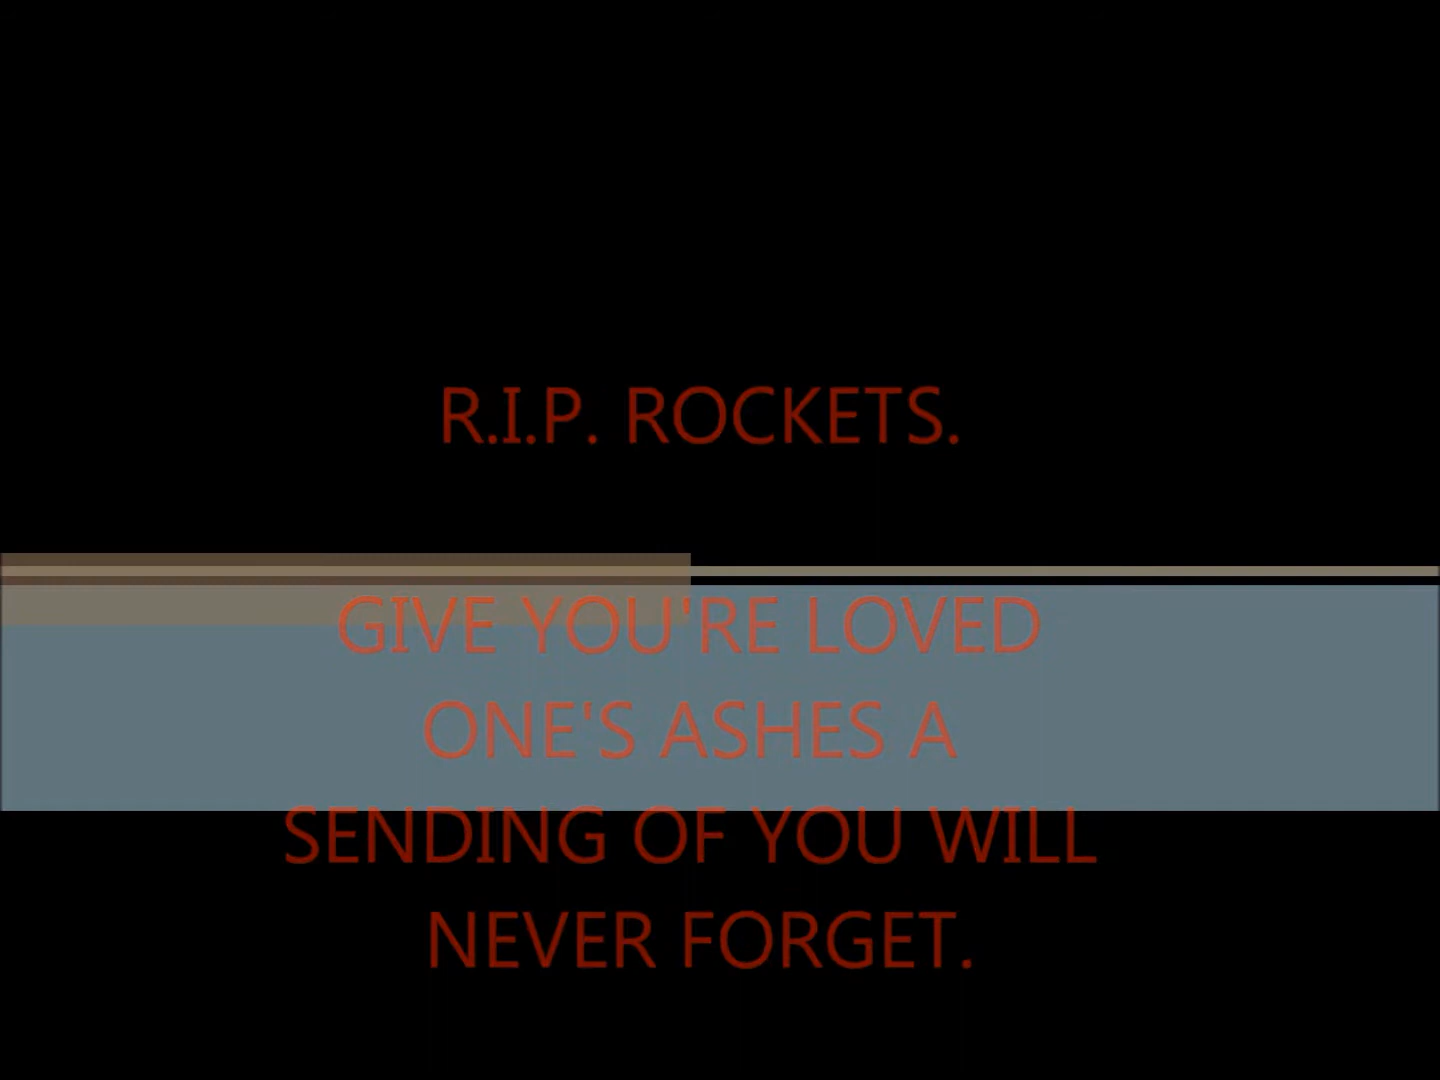 R.I.P. ROCKETS.
GIVE YOU'RE LOVED
ONE'S ASHES A
SENDING OF YOU WILL
NEVER FORGET.